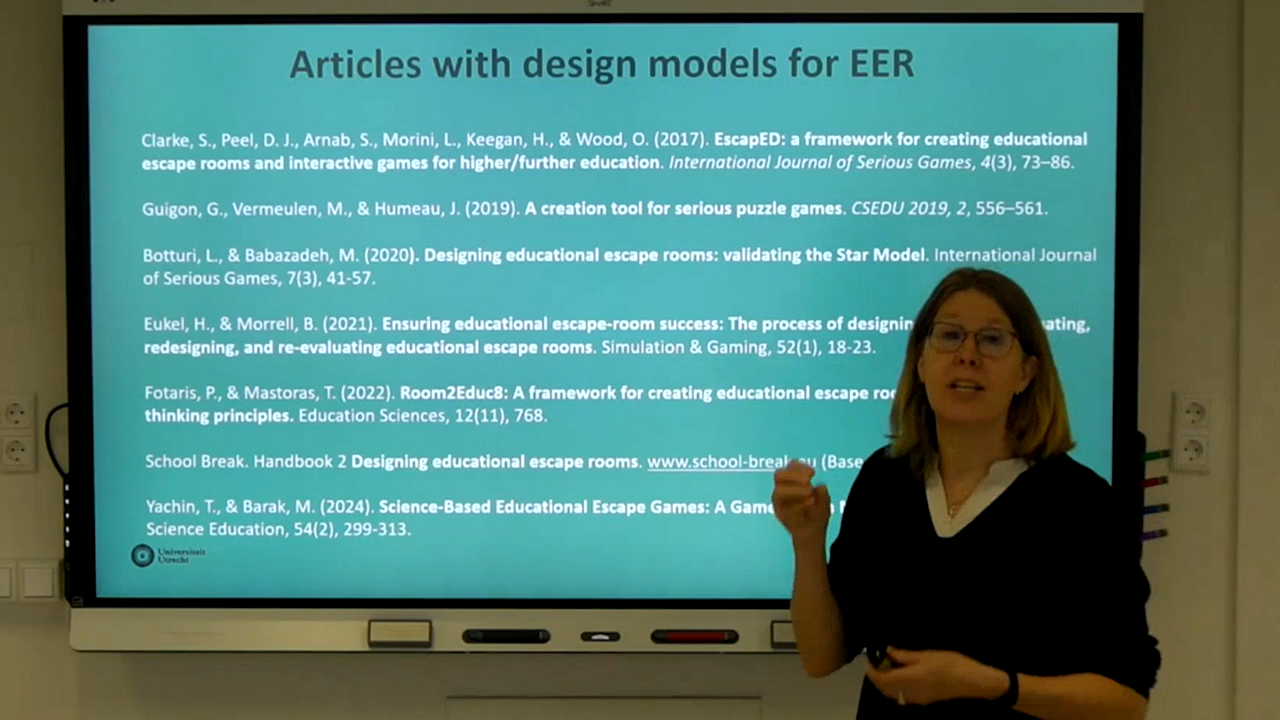 SMART
Articles with design models for EER
Clarke, S., Peel, D. J., Arnab, S., Morini, L., Keegan, H., & Wood, O. (2017). EscapED: a framework for creating educational
escape rooms and interactive games for higher/further education. International Journal of Serious Games, 4(3), 73–86.
Guigon, G., Vermeulen, M., & Humeau, J. (2019). A creation tool for serious puzzle games. CSEDU 2019, 2, 556–561.
Botturi, L., & Babazadeh, M. (2020). Designing educational escape rooms: validating the Star Model. International Journal
of Serious Games, 7(3), 41-57.
Eukel, H., & Morrell, B. (2021). Ensuring educational escape-room success: The process of
redesigning, and re-evaluating educational escape rooms. Simulation & Gaming, 52(1), 18-23.
Fotaris, P., & Mastoras, T. (2022). Room2Educ8: A framework for creating educational escape
thinking principles. Education Sciences, 12(11), 768.
School Break. Handbook 2 Designing educational escape rooms. (Base
Yachin, T., & Barak, M. (2024). Science-Based Educational Escape Games: A
Science Education, 54(2), 299-313.
Universiteit
Utrecht